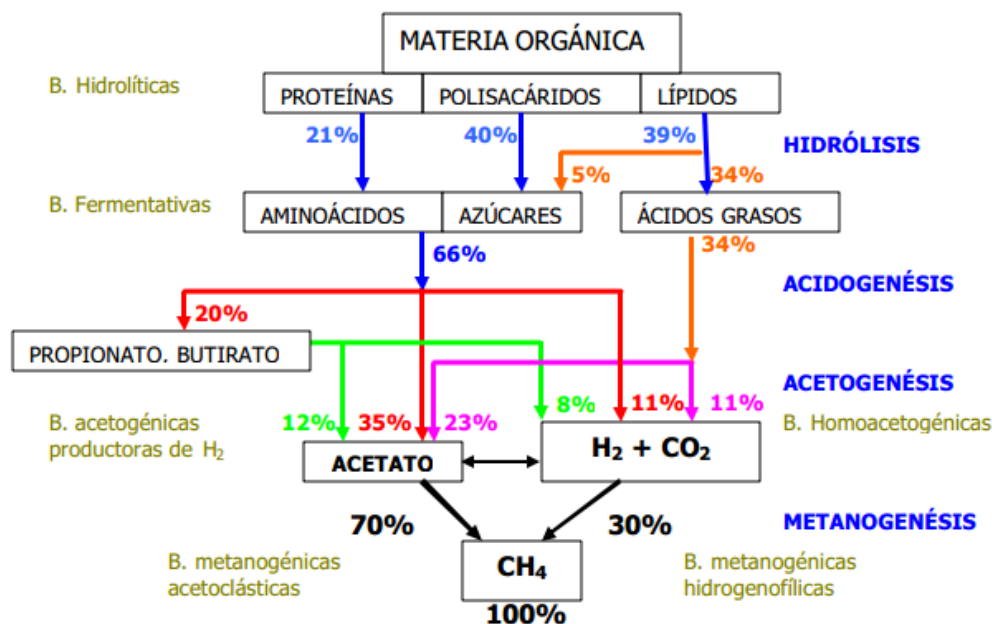 MATERIA ORGÁNICA
B. Hidrolíticas
PROTEÍNAS
POLISACÁRIDOS
LÍPIDOS
21%
40%
39%
HIDRÓLISIS
5%
34%
B. Fermentativas
AMINOÁCIDOS
AZÚCARES
ÁCIDOS GRASOS
66%
34%
ACIDOGENÉSIS
20%
PROPIONATO. BUTIRATO
ACETOGENÉSIS
B. acetogénicas
productoras de H₂
12%
35%
23%
8%
11%
11%
B. Homoacetogénicas
ACETATO
H₂ + CO₂
70%
30%
METANOGENÉSIS
B. metanogénicas
acetoclásticas
CH₄
B. metanogénicas
hidrogenofílicas
100%